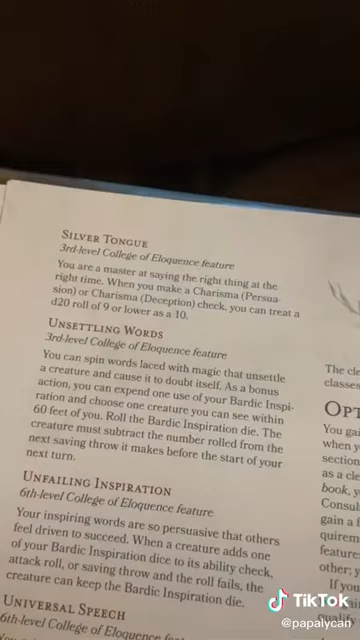 SILVER TONGUE
3rd-level College of Eloquence feature
You are a master at saying the right thing at the
right time. When you make a Charisma (Persua-
sion) or Charisma (Deception) check, you can treat a
d20 roll of 9 or lower as a 10.
UNSETTLING WORDS
3rd-level College of Eloquence feature
You can spin words laced with magic that unsettle
a creature and cause it to doubt itself. As a bonus
action, you can expend one use of your Bardic Inspi-
ration and choose one creature you can see within
60 feet of you. Roll the Bardic Inspiration die. The
creature must subtract the number rolled from the
next saving throw it makes before the start of your
next turn.
UNFAILING INSPIRATION
6th-level College of Eloquence feature
Your inspiring words are so persuasive that others
feel driven to succeed. When a creature adds one
of your Bardic Inspiration dice to its ability check,
attack roll, or saving throw and the roll fails, the
creature can keep the Bardic Inspiration die.
UNIVERSAL SPEECH
6th-level College of Eloquence
The cle
classes
OPT
You gai
when y
section
as a cle
book, y
Consul
gain a n
quirem
feature
other; y
If you
TikTok
@papalycan